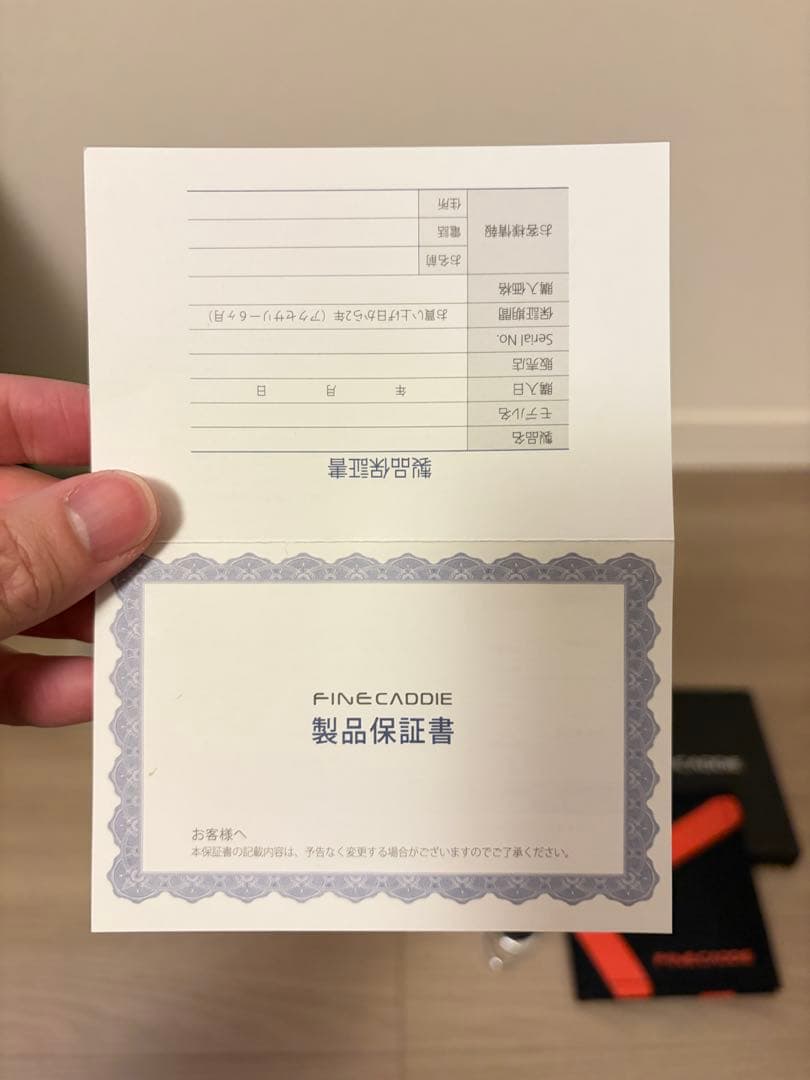 製品保証書
製品名
モデル名
購入日 年 月 日
販売店
Serial No.
保証期間 お買い上げ日から2年（アクセサリー6ヶ月）
購入価格
お客様情報
お名前
電話
住所
FINECADDIE
製品保証書
お客様へ
本保証書の記載内容は、予告なく変更する場合がございますのでご了承ください。
CADDIE
FINECADDIE